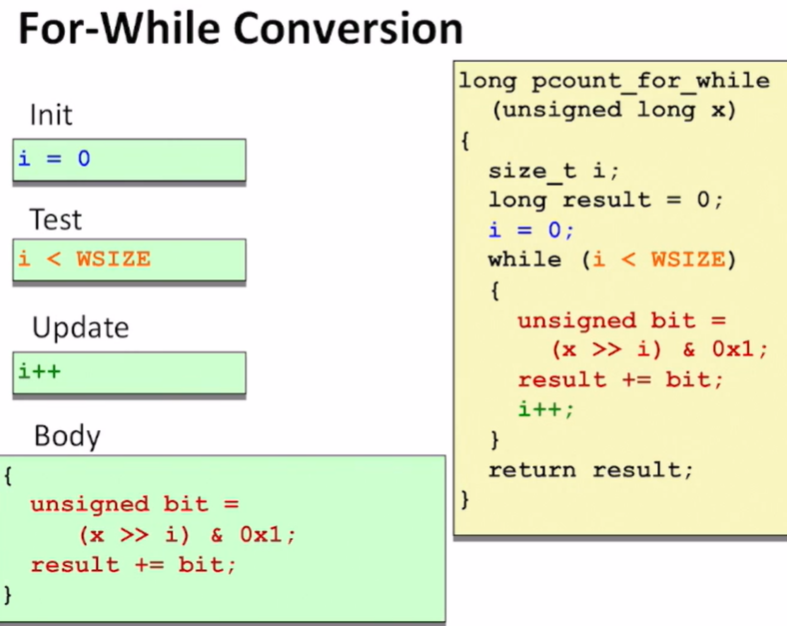 For-While Conversion
Init
i = 0
Test
i < WSIZE
Update
i++
Body
{
unsigned bit =
(x >> i) & 0x1;
result += bit;
}
long pcount_for_while
(unsigned long x)
{
size_t i;
long result = 0;
i = 0;
while (i < WSIZE)
{
unsigned bit =
(x >> i) & 0x1;
result += bit;
i++;
}
return result;
}